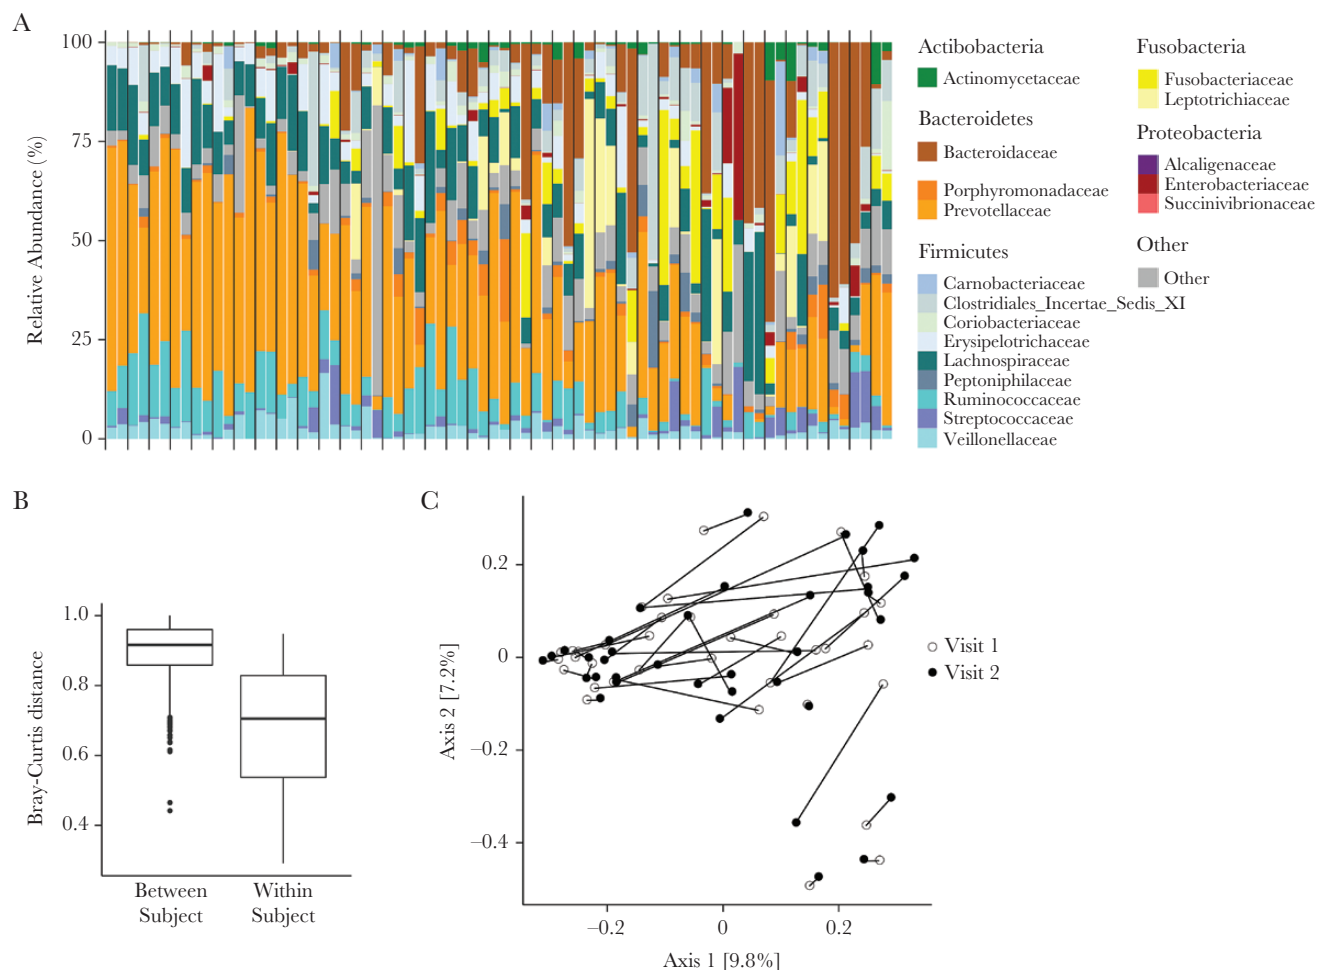 A
100
75
50
25
0
Relative Abundance (%)
Actibobacteria
Actinomycetaceae
Bacteroidetes
Bacteroidaceae
Porphyromonadaceae
Prevotellaceae
Firmicutes
Carnobacteriaceae
Clostridiales_Incertae_Sedis_XI
Coriobacteriaceae
Erysipelotrichaceae
Lachnospiraceae
Peptoniphilaceae
Ruminococcaceae
Streptococcaceae
Veillonellaceae
Fusobacteria
Fusobacteriaceae
Leptotrichiaceae
Proteobacteria
Alcaligenaceae
Enterobacteriaceae
Succinivibrionaceae
Other
Other
B
1.0
0.8
0.6
0.4
Bray-Curtis distance
Between
Subject
Within
Subject
C
0.2
0
−0.2
−0.4
Axis 2 [7.2%]
−0.2
0
0.2
Axis 1 [9.8%]
Visit 1
Visit 2